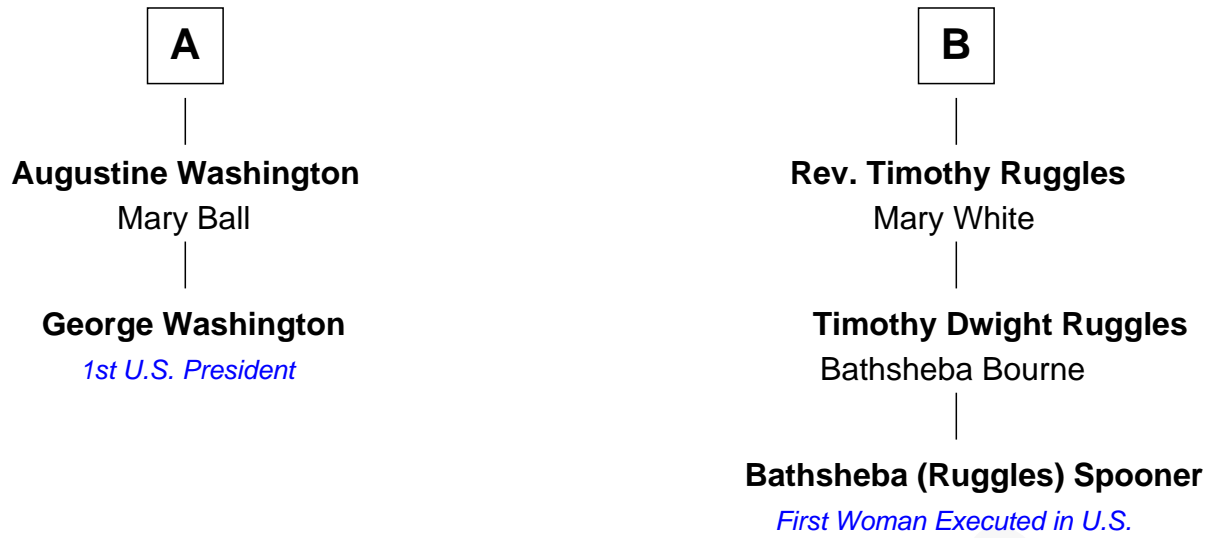 A
Augustine Washington
Mary Ball
George Washington
1st U.S. President
B
Rev. Timothy Ruggles
Mary White
Timothy Dwight Ruggles
Bathsheba Bourne
Bathsheba (Ruggles) Spooner
First Woman Executed in U.S.